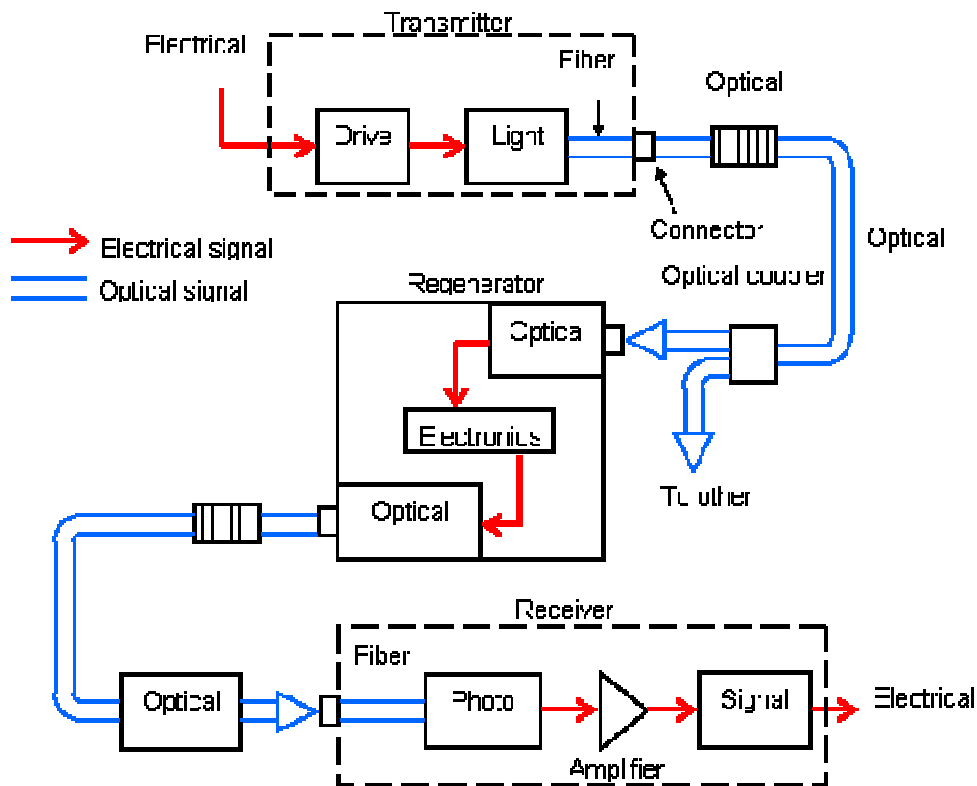 Transmitter
Electrical
Fiber
Optical
Drive
Light
Connector
Optical
Electrical signal
Optical signal
Optical coupler
Regenerator
Optical
Electronics
To other
Optical
Receiver
Fiber
Optical
Photo
Signal
Electrical
Amplifier